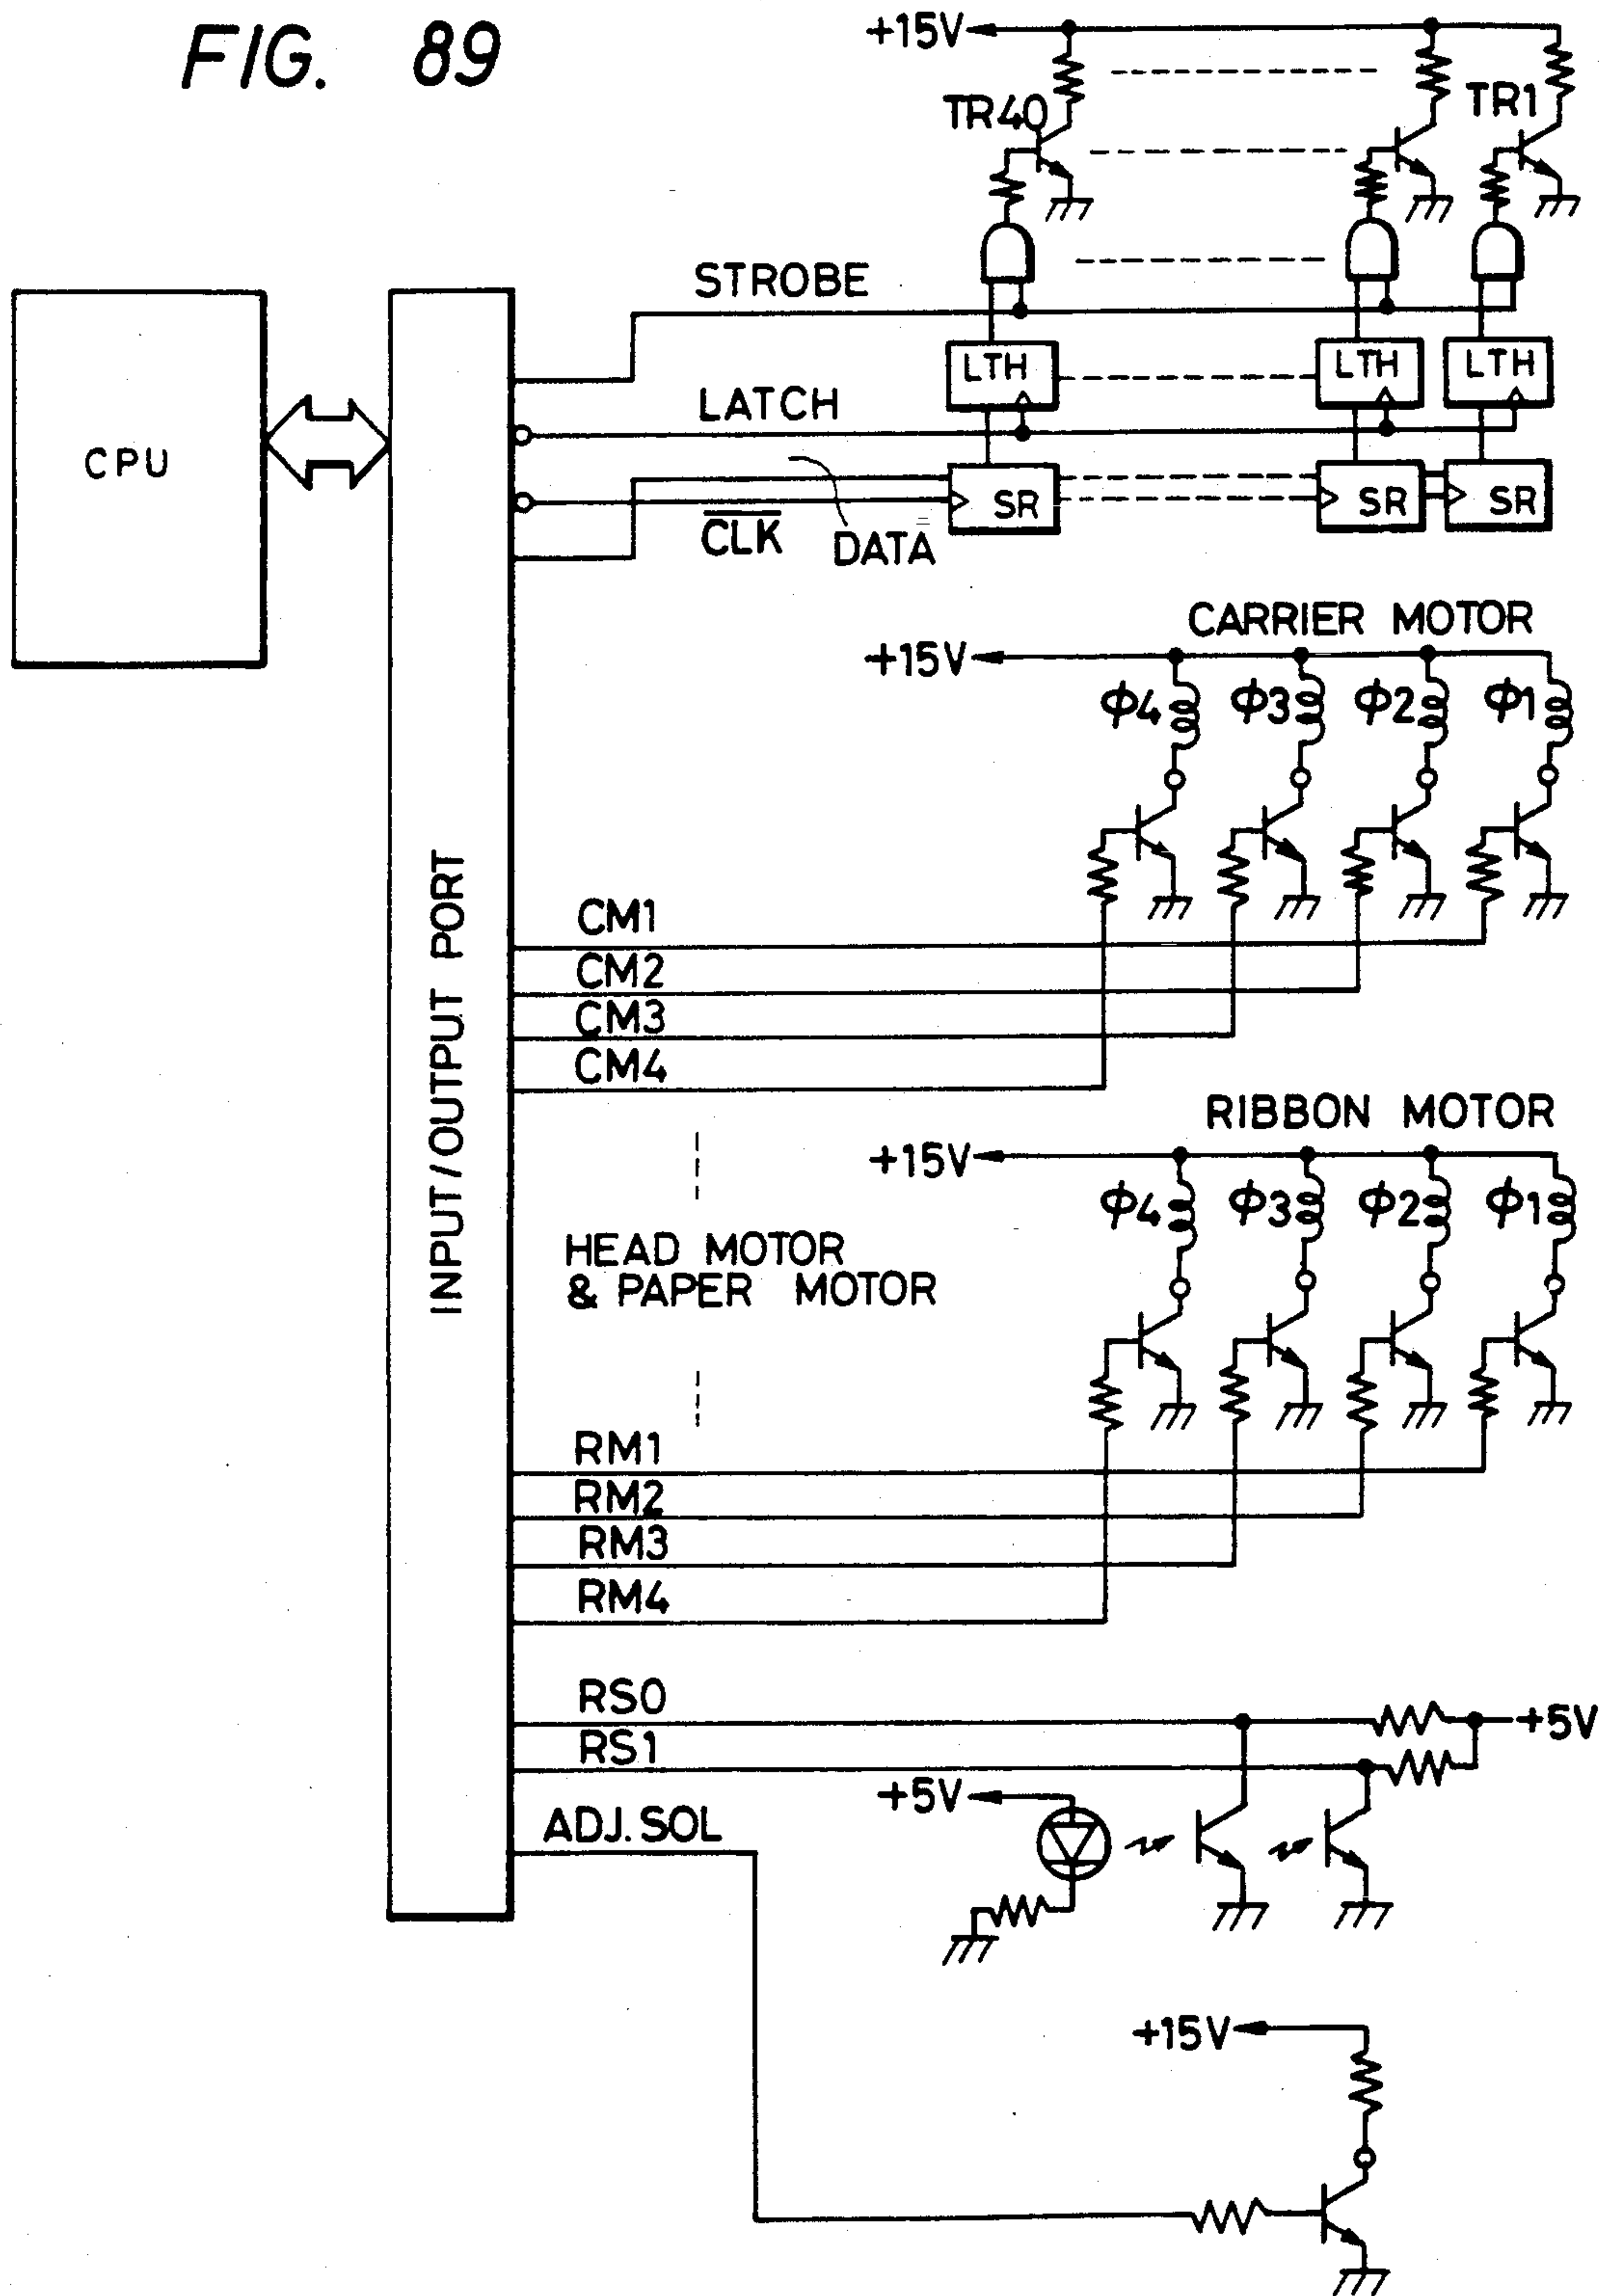 FIG. 89
+15V
TR40
TR1
STROBE
CPU
LTH
LTH
LTH
LATCH
SR
SR
SR
CLK
DATA
CARRIER MOTOR
+15V
φ4
φ3
φ2
φ1
INPUT/OUTPUT PORT
CM1
CM2
CM3
CM4
RIBBON MOTOR
+15V
φ4
φ3
φ2
φ1
HEAD MOTOR
& PAPER MOTOR
RM1
RM2
RM3
RM4
RS0
+5V
RS1
+5V
ADJ.SOL
+15V